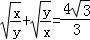 √(x/y) + √(y/x) = 4√3/3